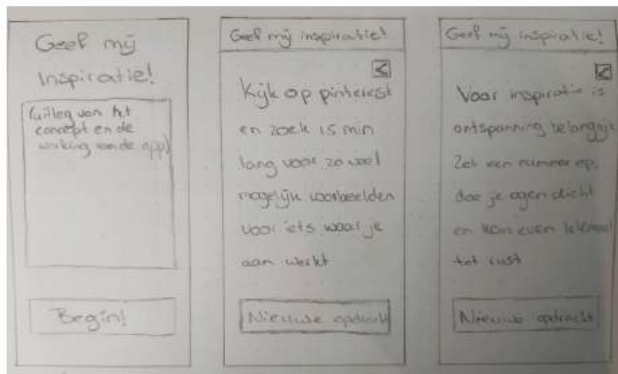 Geef mij
Inspiratie!
(uitleg van het
concept en de
werking van de app)
Begin!
Geef mij inspiratie!
Kijk op pinterest
en zoek 15 min
lang voor zo veel
mogelijk voorbeelden
voor iets waar je
aan werkt
Nieuwe opdracht
Geef mij inspiratie!
Voor inspiratie is
ontspanning belangrijk
Zet een nummer op,
doe je ogen dicht
en kom even helemaal
tot rust
Nieuwe opdracht